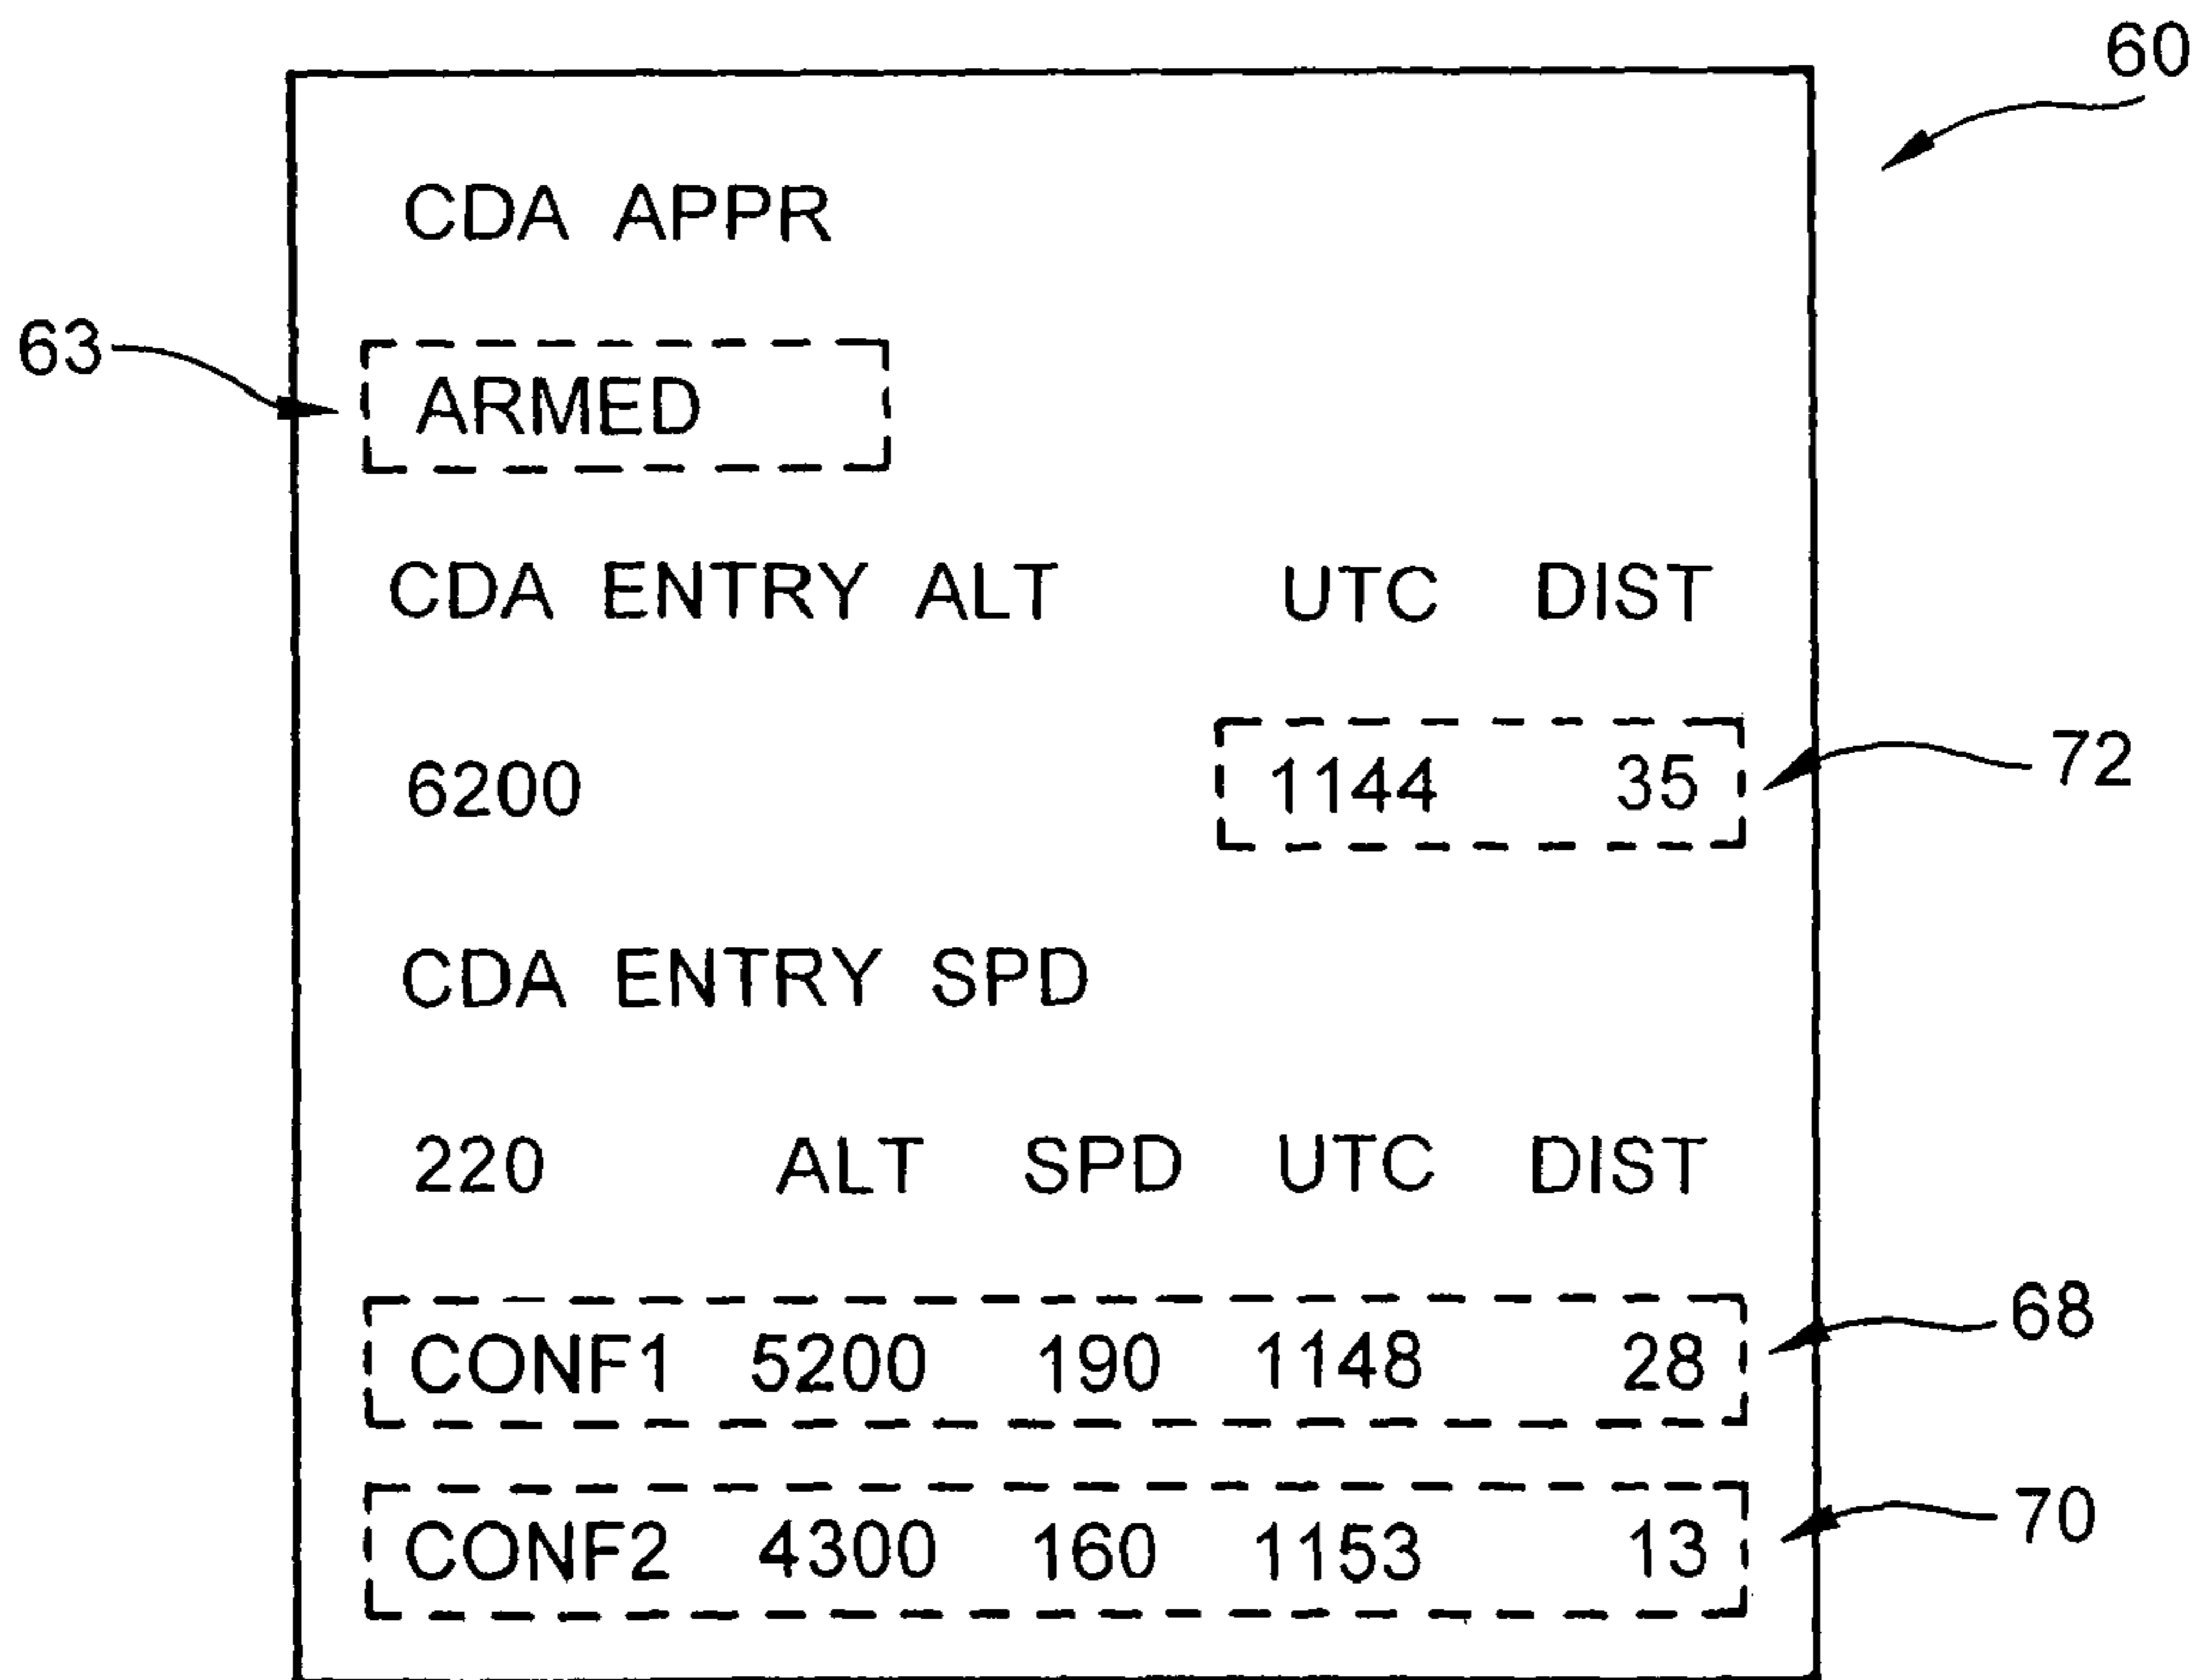 60
CDA APPR
63
ARMED
CDA ENTRY ALT UTC DIST
6200 1144 35
72
CDA ENTRY SPD
220 ALT SPD UTC DIST
CONF1 5200 190 1148 28
68
CONF2 4300 160 1153 13
70